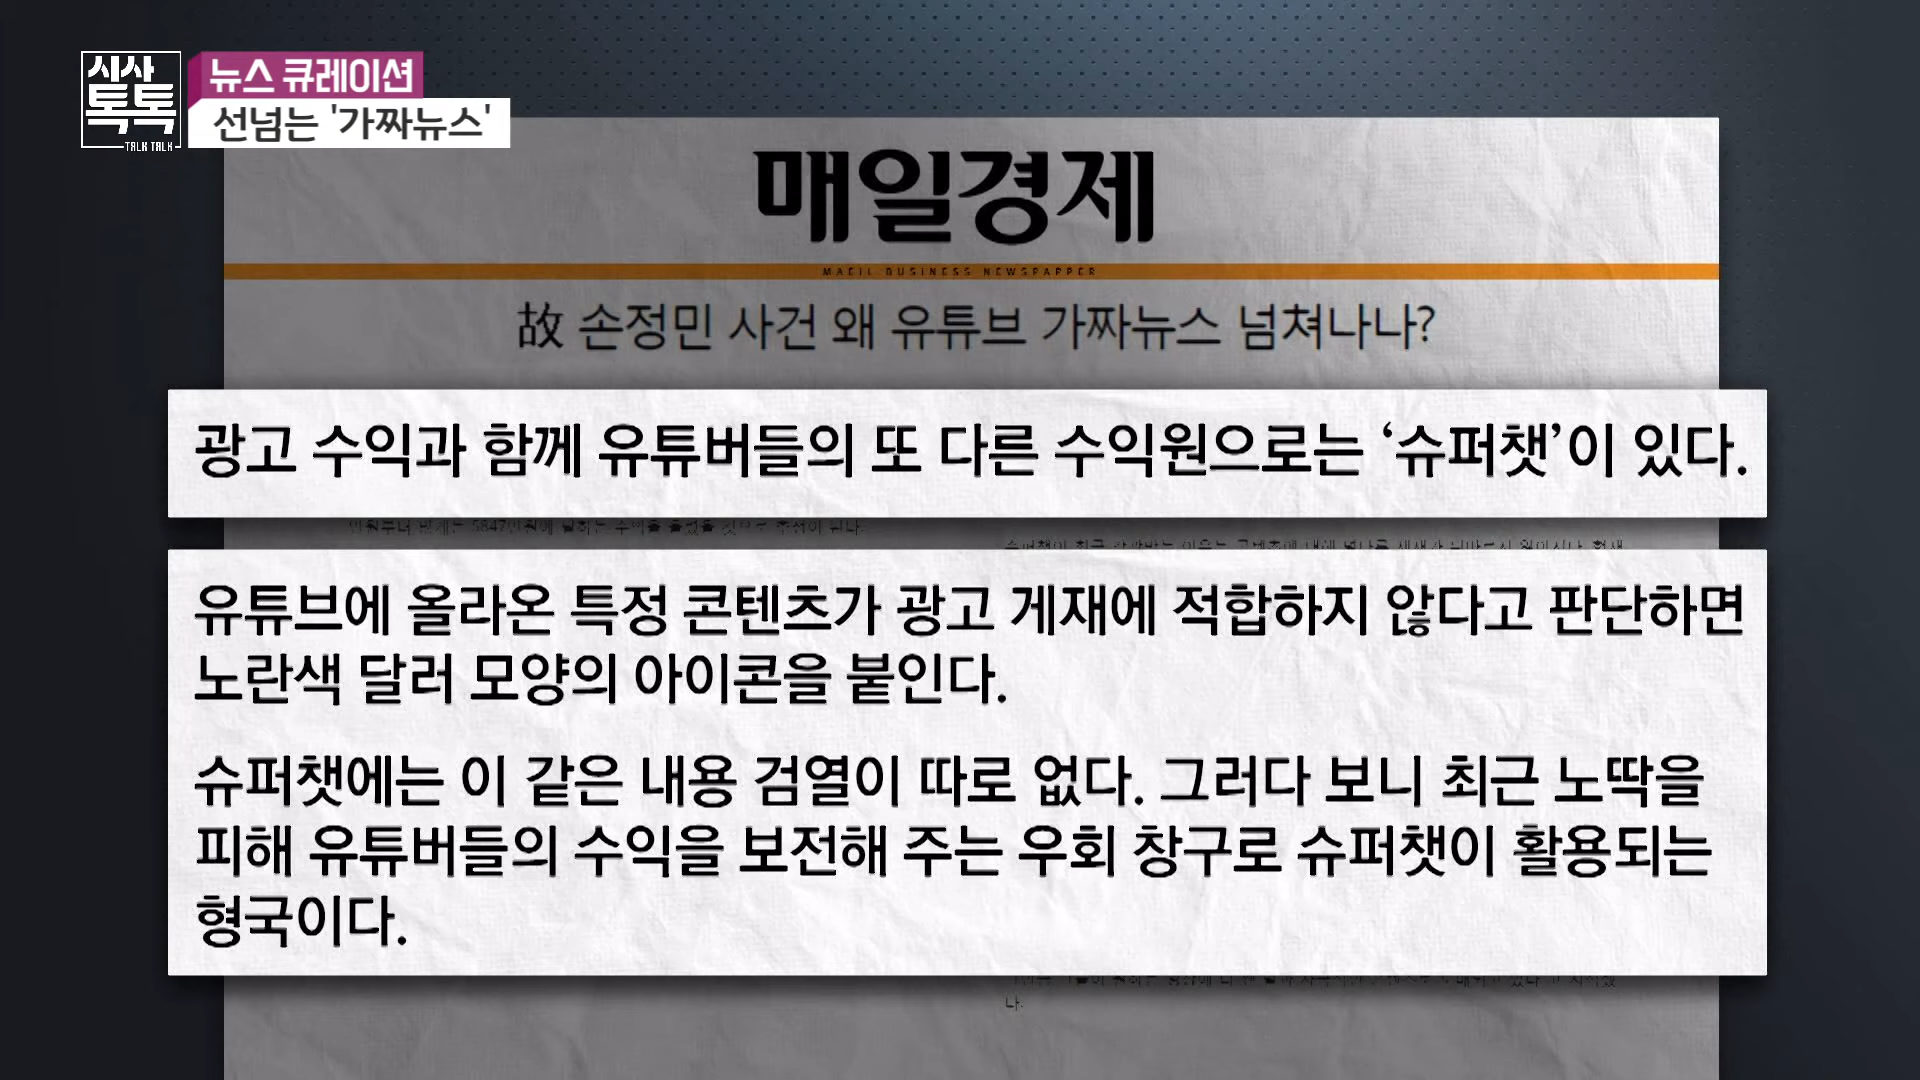 시사
톡톡
TALK TALK
뉴스 큐레이션
선넘는 '가짜뉴스'
매일경제
MAEIL BUSINESS NEWSPAPPER
故 손정민 사건 왜 유튜브 가짜뉴스 넘쳐나나?
광고 수익과 함께 유튜버들의 또 다른 수익원으로는 ‘슈퍼챗’이 있다.
유튜브에 올라온 특정 콘텐츠가 광고 게재에 적합하지 않다고 판단하면
노란색 달러 모양의 아이콘을 붙인다.
슈퍼챗에는 이 같은 내용 검열이 따로 없다. 그러다 보니 최근 노딱을
피해 유튜버들의 수익을 보전해 주는 우회 창구로 슈퍼챗이 활용되는
형국이다.
다.